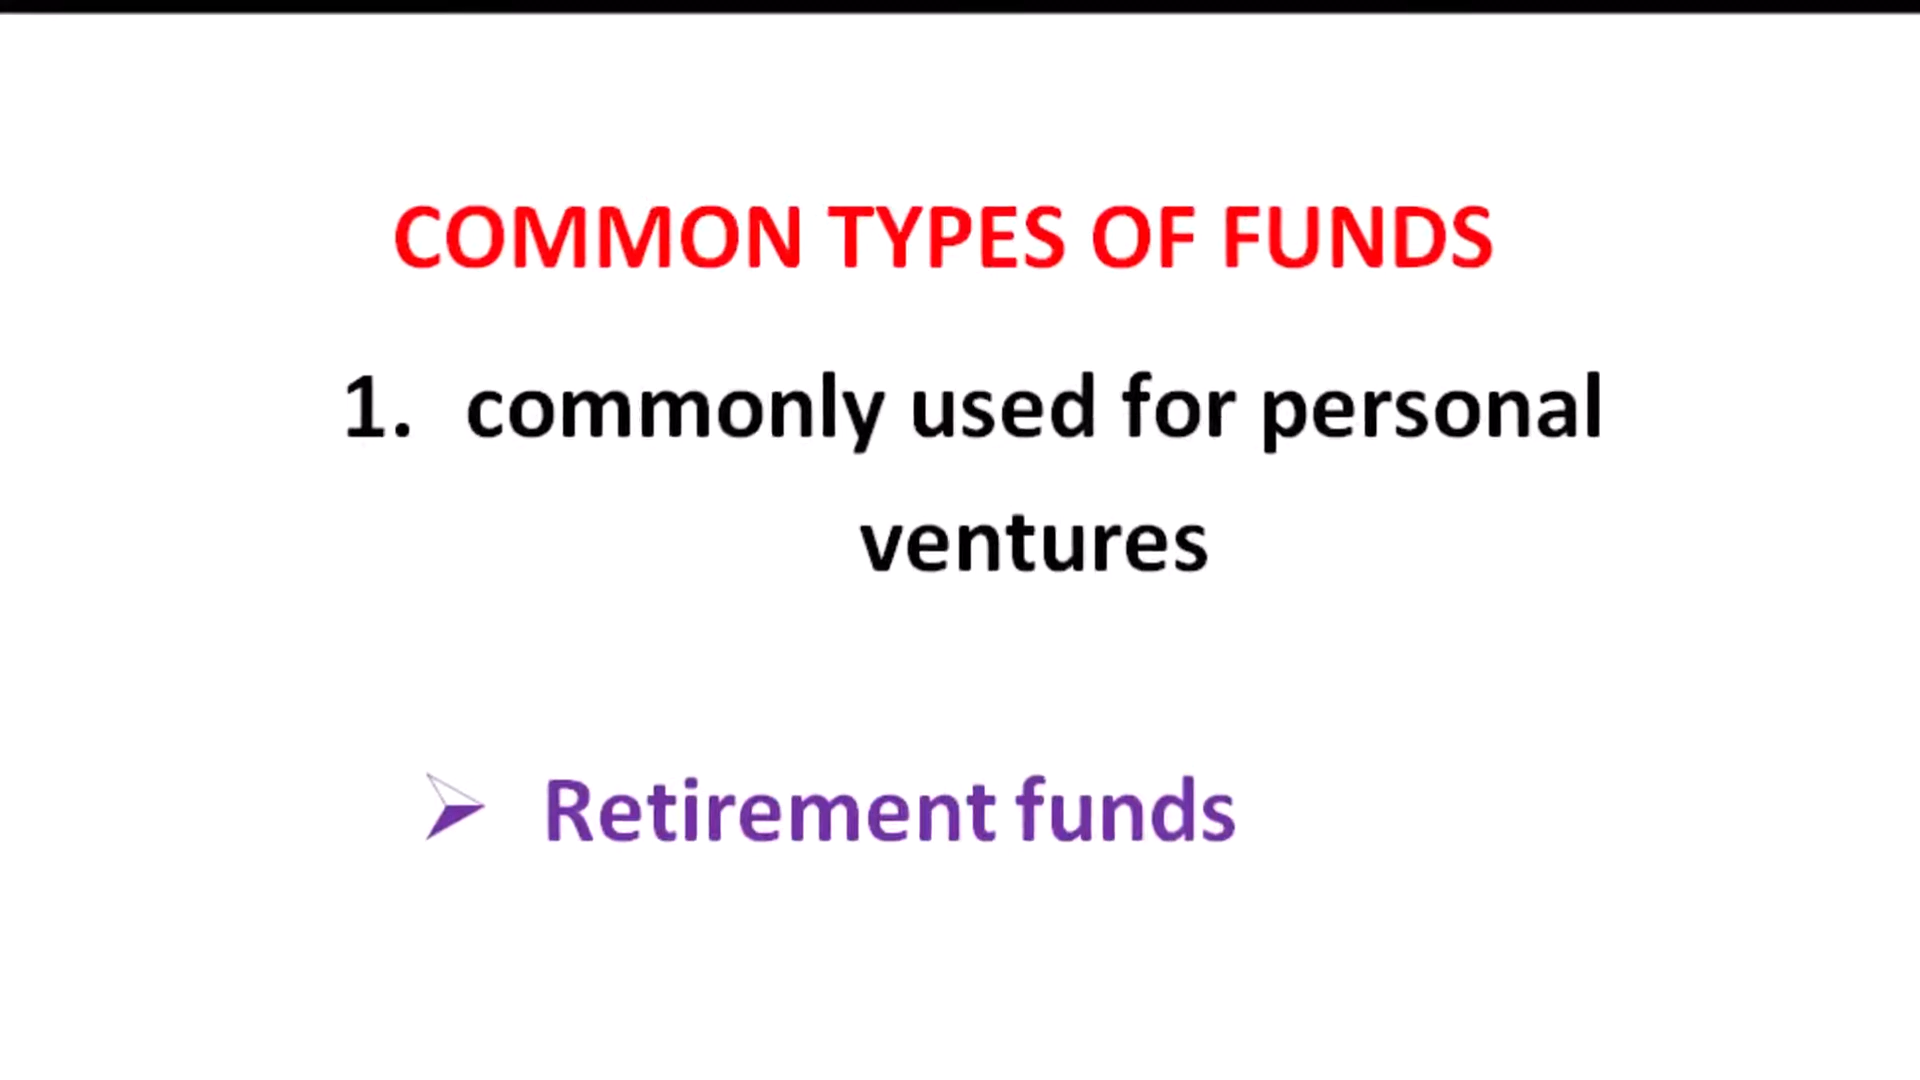 COMMON TYPES OF FUNDS
1. commonly used for personal
ventures
➢ Retirement funds